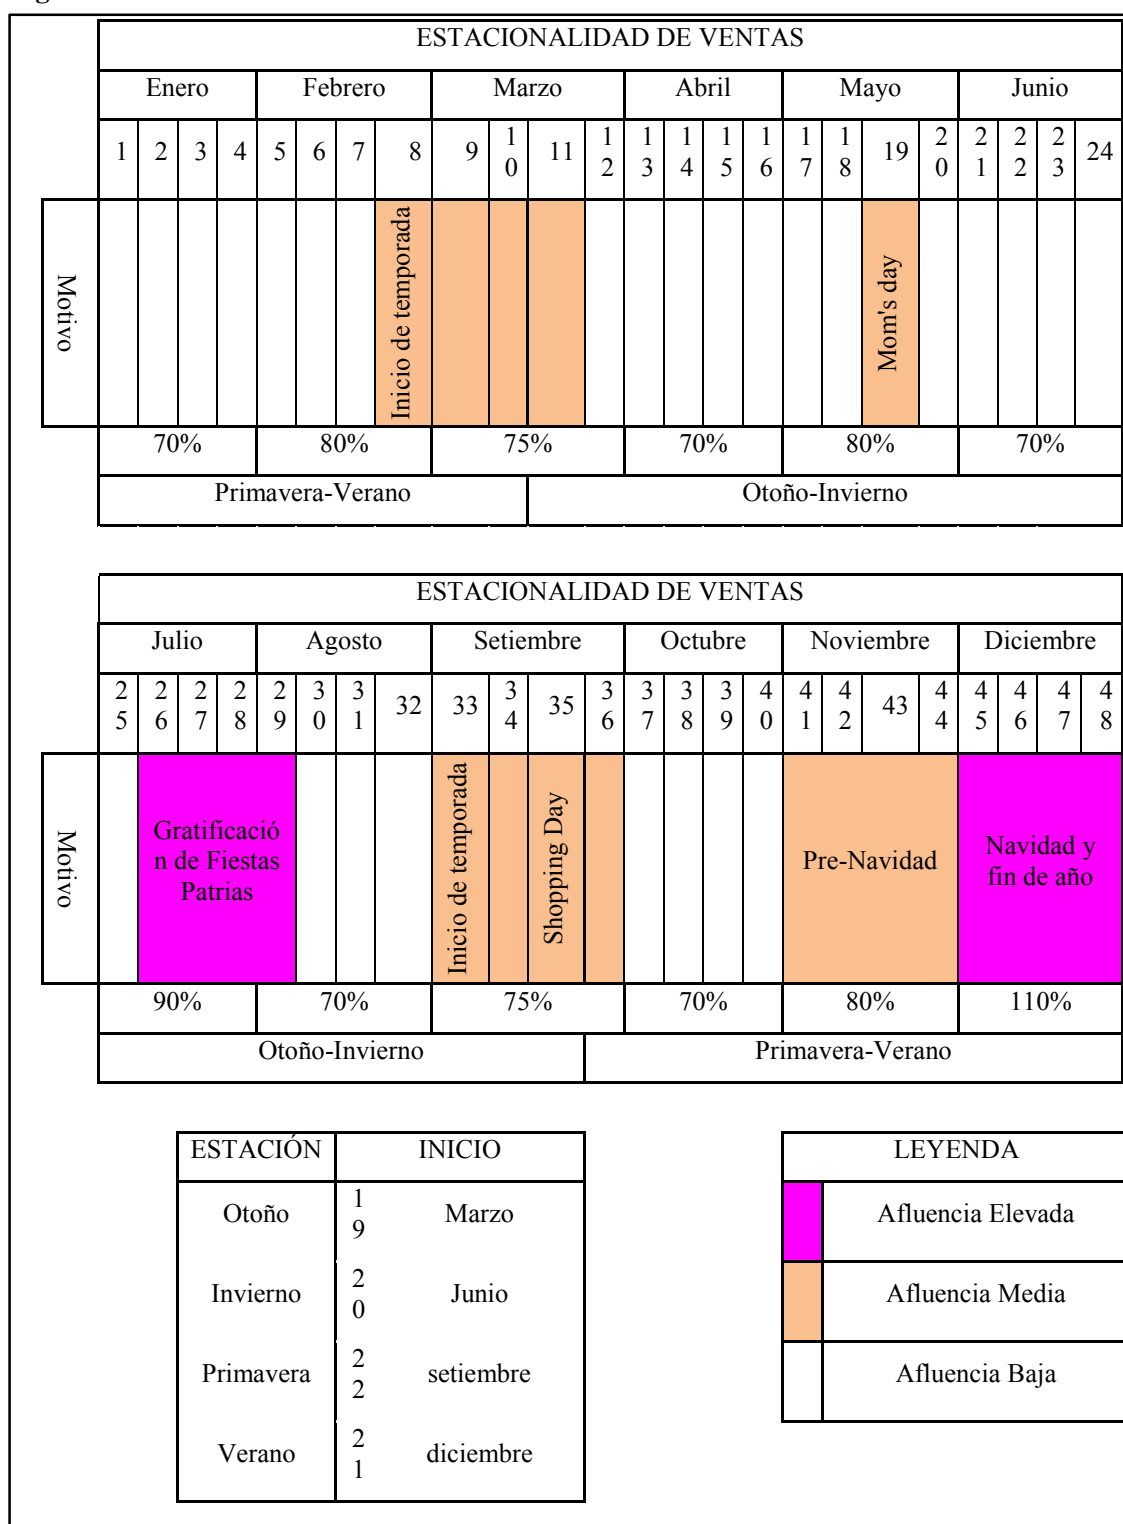 ESTACIONALIDAD DE VENTAS
Enero Febrero Marzo Abril Mayo Junio
1 2 3 4 5 6 7 8 9 10 11 12 13 14 15 16 17 18 19 20 21 22 23 24
Motivo
Inicio de temporada
Mom's day
70% 80% 75% 70% 80% 70%
Primavera-Verano Otoño-Invierno
ESTACIONALIDAD DE VENTAS
Julio Agosto Setiembre Octubre Noviembre Diciembre
25 26 27 28 29 30 31 32 33 34 35 36 37 38 39 40 41 42 43 44 45 46 47 48
Motivo
Gratificació
n de Fiestas
Patrias
Inicio de temporada
Shopping Day
Pre-Navidad
Navidad y
fin de año
90% 70% 75% 70% 80% 110%
Otoño-Invierno Primavera-Verano
ESTACIÓN INICIO
Otoño 19 Marzo
Invierno 20 Junio
Primavera 22 setiembre
Verano 21 diciembre
LEYENDA
Afluencia Elevada
Afluencia Media
Afluencia Baja